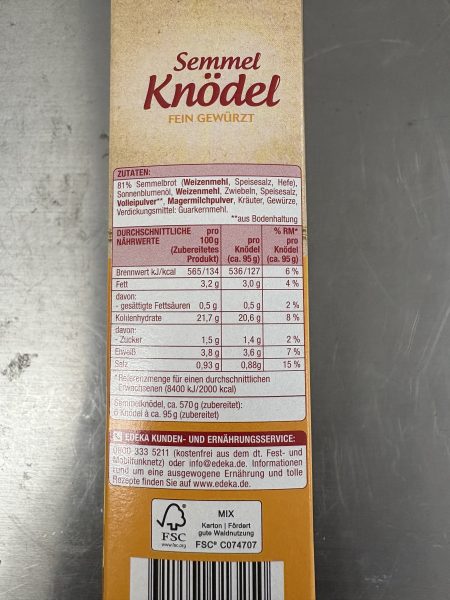 Semmel
Knödel
FEIN GEWÜRZT
ZUTATEN:
81% Semmelbrot (Weizenmehl, Speisesalz, Hefe),
Sonnenblumenöl, Weizenmehl, Zwiebeln, Speisesalz,
Volleipulver**, Magermilchpulver, Kräuter, Gewürze,
Verdickungsmittel: Guarkernmehl.
**aus Bodenhaltung
DURCHSCHNITTLICHE NÄHRWERTE pro 100g (Zubereitetes Produkt) pro Knödel (ca. 95 g) % RM* pro Knödel (ca. 95 g)
Brennwert kJ/kcal 565/134 536/127 6 %
Fett 3,2 g 3,0 g 4 %
davon:
- gesättigte Fettsäuren 0,5 g 0,5 g 2 %
Kohlenhydrate 21,7 g 20,6 g 8 %
davon:
- Zucker 1,5 g 1,4 g 2 %
Eiweiß 3,8 g 3,6 g 7 %
Salz 0,93 g 0,88g 15 %
*Referenzmenge für einen durchschnittlichen
Erwachsenen (8400 kJ/2000 kcal)
Semmelknödel, ca. 570 g (zubereitet):
6 Knödel à ca. 95 g (zubereitet)
EDEKA KUNDEN- UND ERNÄHRUNGSSERVICE:
0800 333 5211 (kostenfrei aus dem dt. Fest- und
Mobilfunknetz) oder info@edeka.de. Informationen
rund um eine ausgewogene Ernährung und tolle
Rezepte finden Sie auf www.edeka.de.
FSC
www.fsc.org
MIX
Karton | Fördert
gute Waldnutzung
FSC® C074707